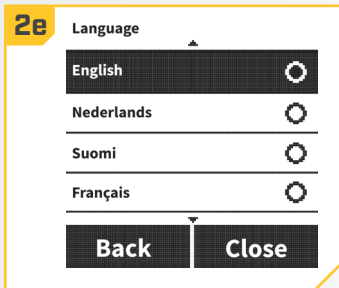 2e
Language
English
Nederlands
Suomi
Français
Back Close